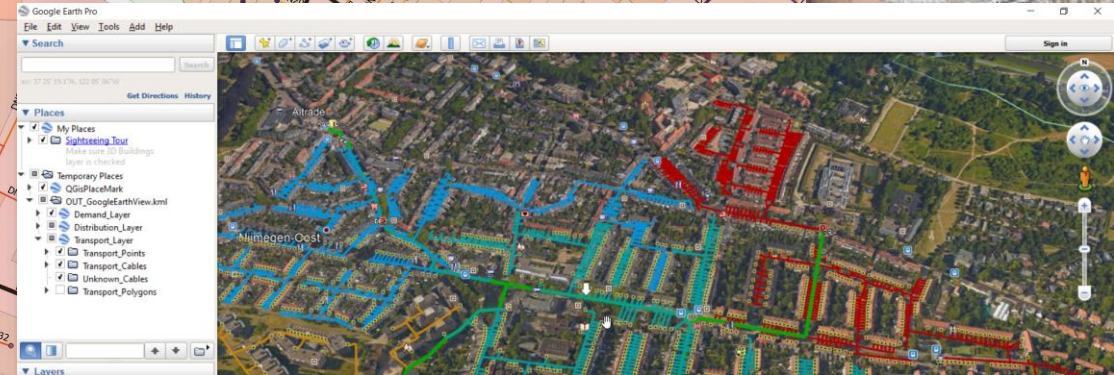 Google Earth Pro
File Edit View Tools Add Help
Search
Sign in
Search
Get Directions History
Places
My Places
Sightseeing Tour
Make sure 3D Buildings
layer is checked
Temporary Places
QGisPlaceMark
OUT_GoogleEarthView.kml
Demand_Layer
Distribution_Layer
Transport_Layer
Transport_Points
Transport_Cables
Unknown_Cables
Transport_Polygons
Layers
Altrade
Nijmegen-Oost
N
32